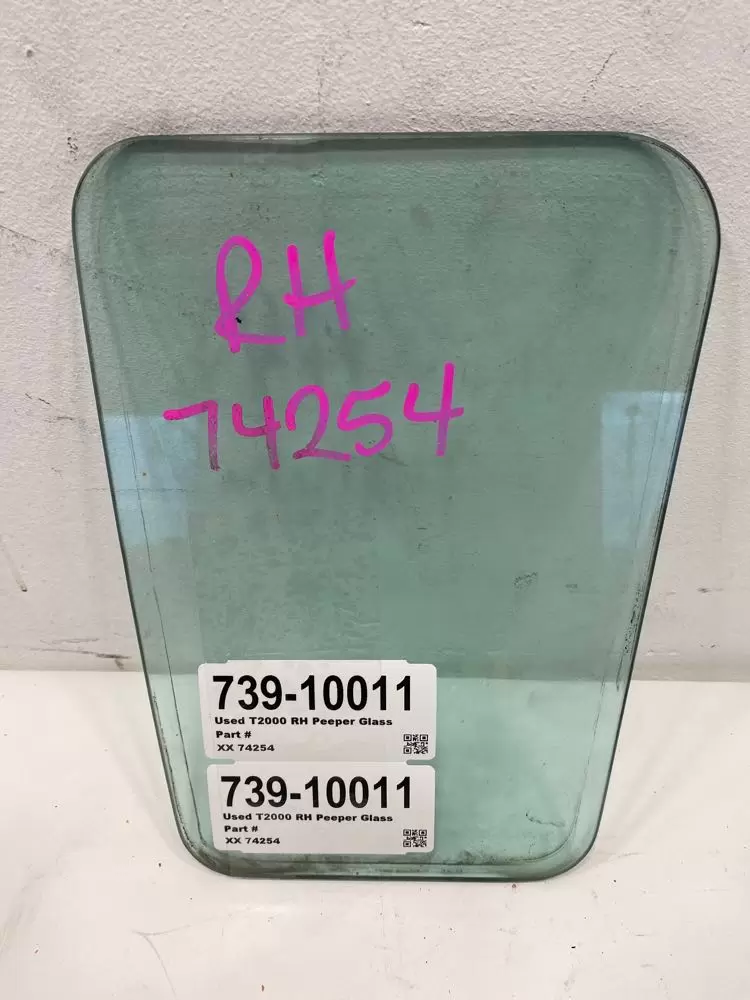 RH
74254
739-10011
Used T2000 RH Peeper Glass
Part #
XX 74254
739-10011
Used T2000 RH Peeper Glass
Part #
XX 74254